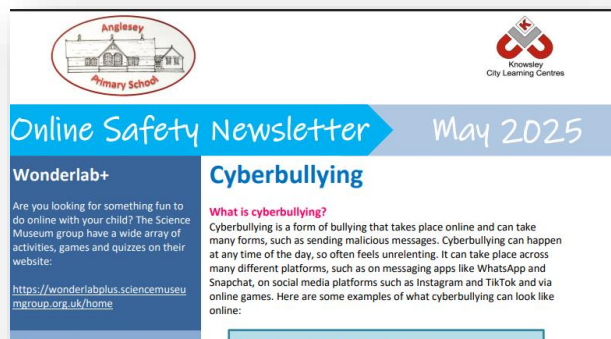 Anglesey
Primary School
Knowsley
City Learning Centres
Online Safety Newsletter
May 2025
Wonderlab+
Are you looking for something fun to
do online with your child? The Science
Museum group have a wide array of
activities, games and quizzes on their
website:
https://wonderlabplus.sciencemuseu
mgroup.org.uk/home
Cyberbullying
What is cyberbullying?
Cyberbullying is a form of bullying that takes place online and can take
many forms, such as sending malicious messages. Cyberbullying can happen
at any time of the day, so often feels unrelenting. It can take place across
many different platforms, such as on messaging apps like WhatsApp and
Snapchat, on social media platforms such as Instagram and TikTok and via
online games. Here are some examples of what cyberbullying can look like
online: